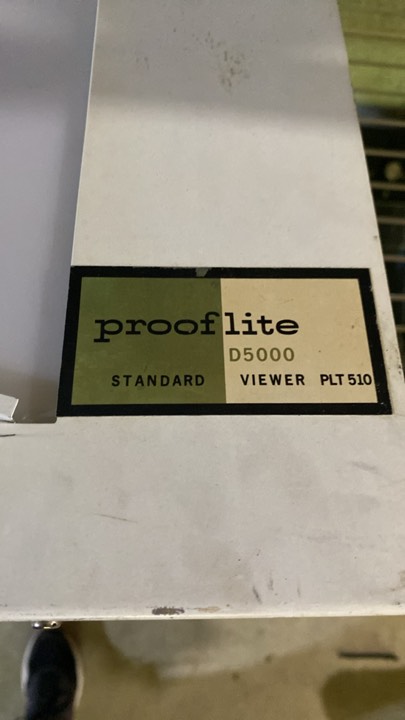 prooflite
D5000
STANDARD VIEWER PLT 510